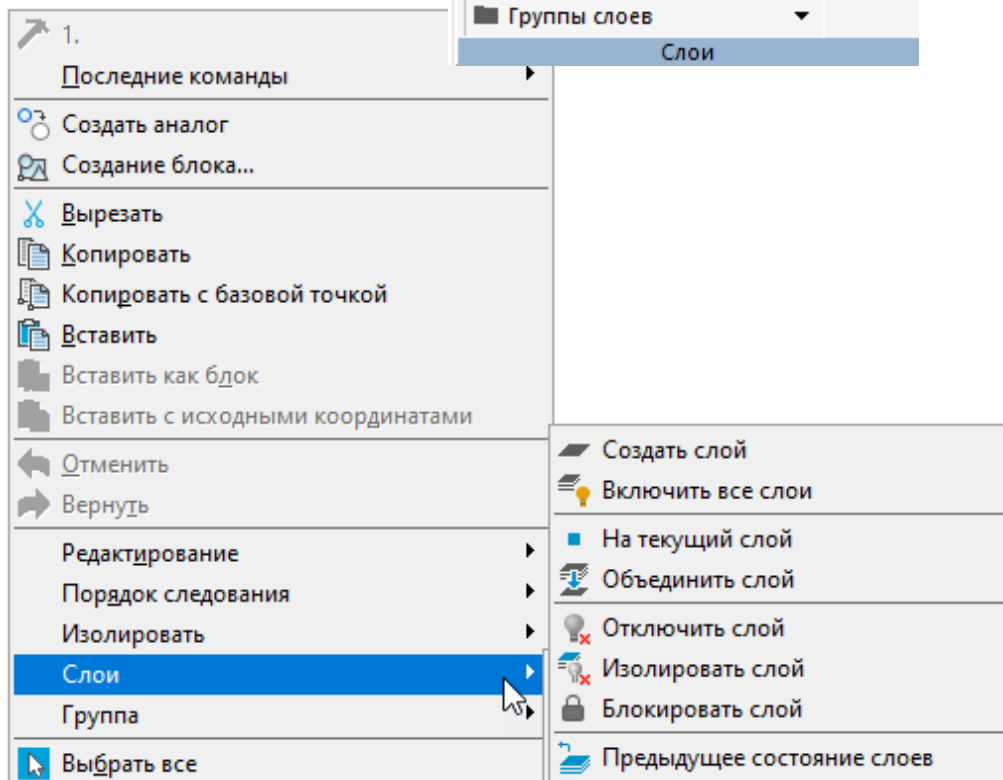 Группы слоев
Слои
1.
Последние команды
Создать аналог
Создание блока...
Вырезать
Копировать
Копировать с базовой точкой
Вставить
Вставить как блок
Вставить с исходными координатами
Отменить
Вернуть
Редактирование
Порядок следования
Изолировать
Слои
Группа
Выбрать все
Создать слой
Включить все слои
На текущий слой
Объединить слой
Отключить слой
Изолировать слой
Блокировать слой
Предыдущее состояние слоев